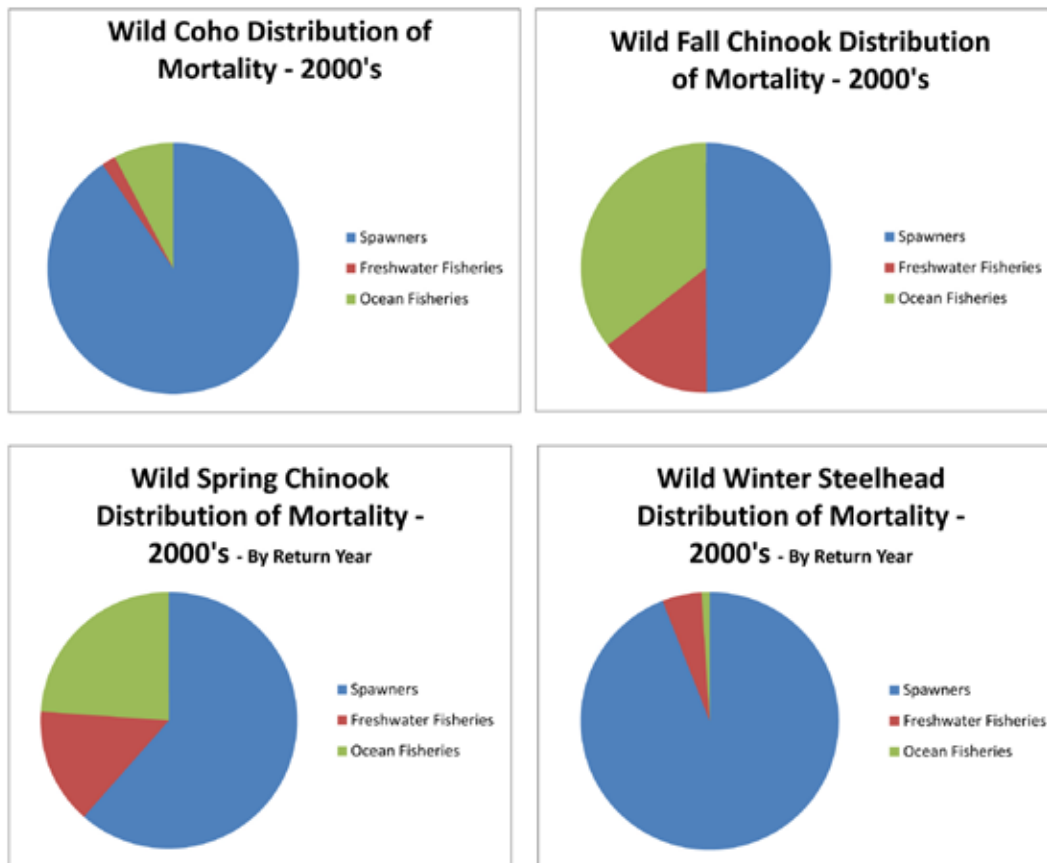 Wild Coho Distribution of
Mortality - 2000's
Spawners
Freshwater Fisheries
Ocean Fisheries
Wild Fall Chinook Distribution
of Mortality - 2000's
Spawners
Freshwater Fisheries
Ocean Fisheries
Wild Spring Chinook
Distribution of Mortality -
2000's - By Return Year
Spawners
Freshwater Fisheries
Ocean Fisheries
Wild Winter Steelhead
Distribution of Mortality -
2000's - By Return Year
Spawners
Freshwater Fisheries
Ocean Fisheries